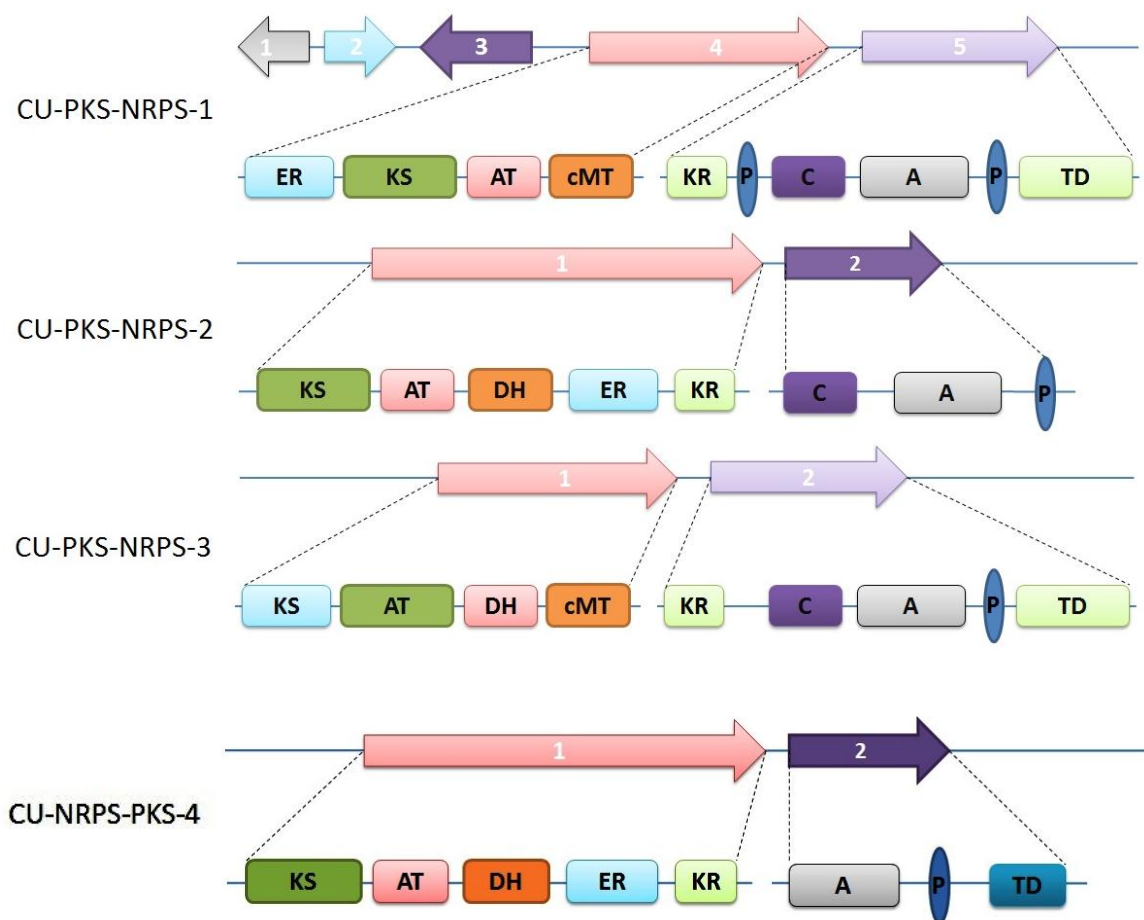 1 2 3 4 5
CU-PKS-NRPS-1
ER KS AT cMT KR P C A P TD
1 2
CU-PKS-NRPS-2
KS AT DH ER KR C A P
1 2
CU-PKS-NRPS-3
KS AT DH cMT KR C A P TD
1 2
CU-NRPS-PKS-4
KS AT DH ER KR A P TD